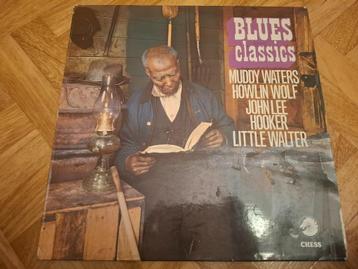 BLUES
classics
MUDDY WATERS
HOWLIN WOLF
JOHN LEE
HOOKER
LITTLE WALTER
CHESS